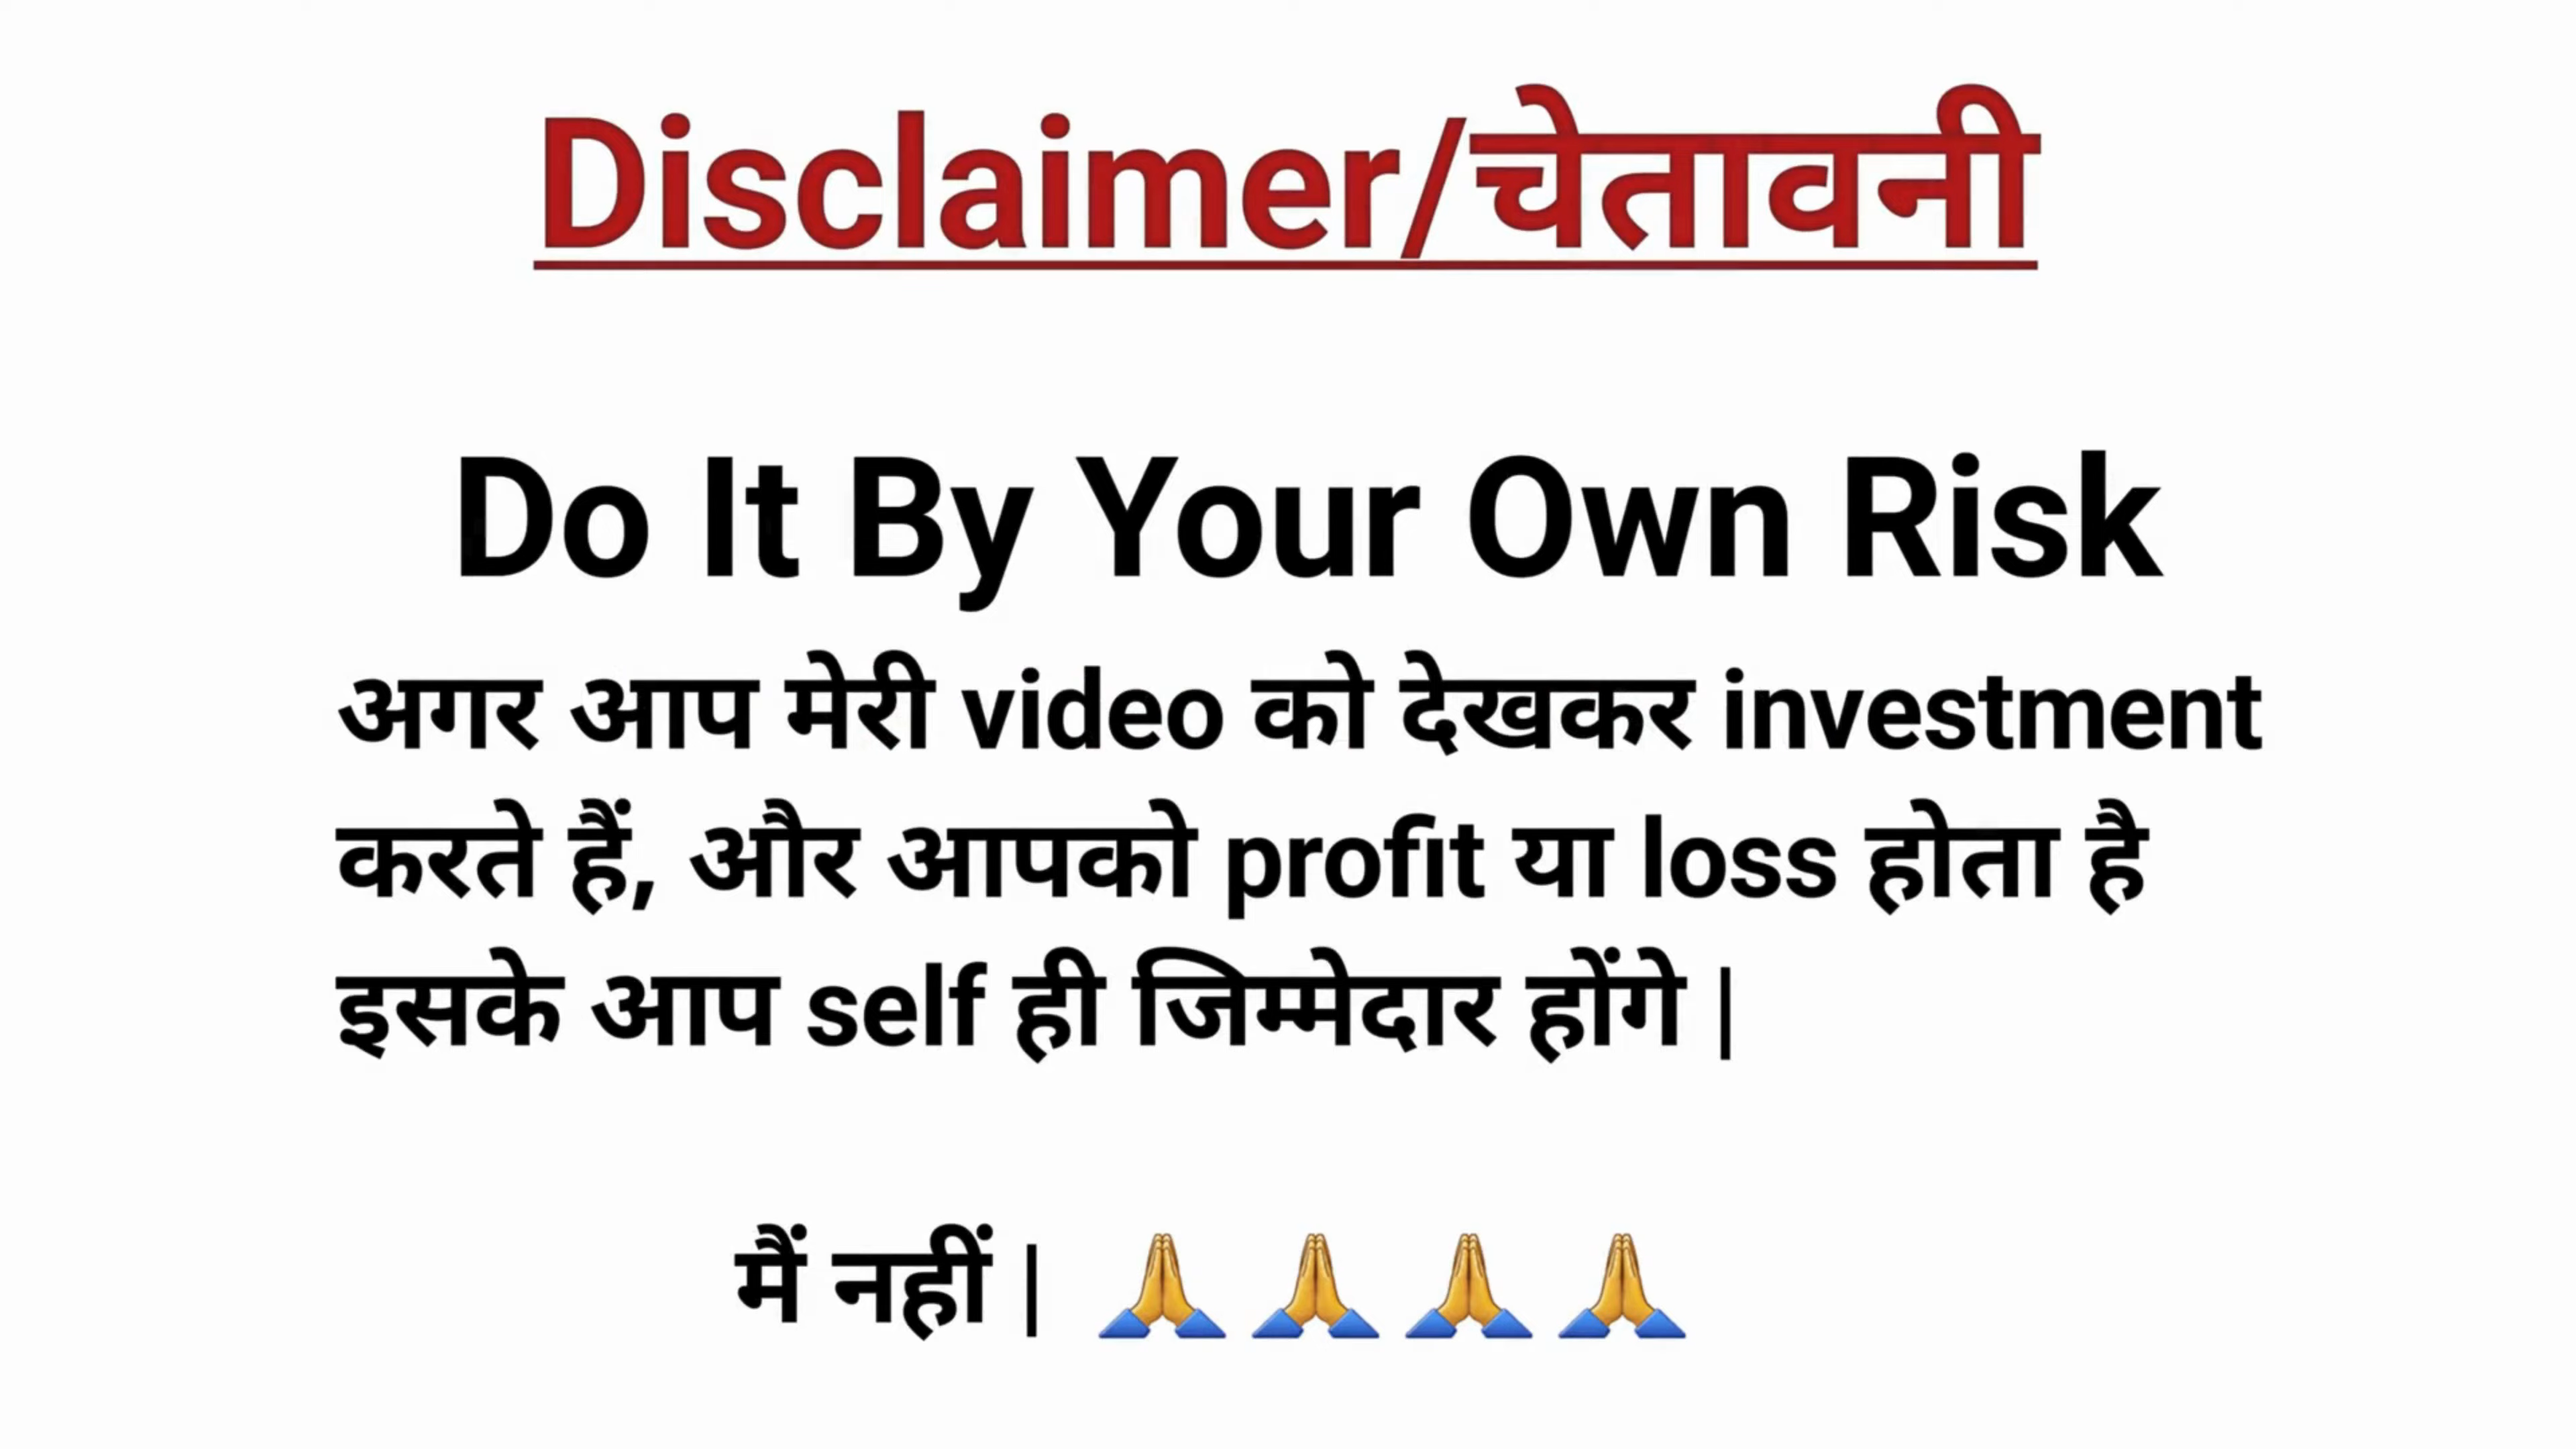 Disclaimer/चेतावनी
Do It By Your Own Risk
अगर आप मेरी video को देखकर investment
करते हैं, और आपको profit या loss होता है
इसके आप self ही जिम्मेदार होंगे |
मैं नहीं | 🙏🙏🙏🙏